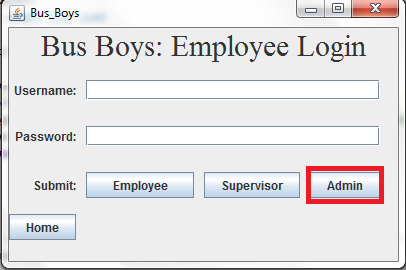 Bus_Boys
Bus Boys: Employee Login
Username:
Password:
Submit: Employee Supervisor Admin
Home